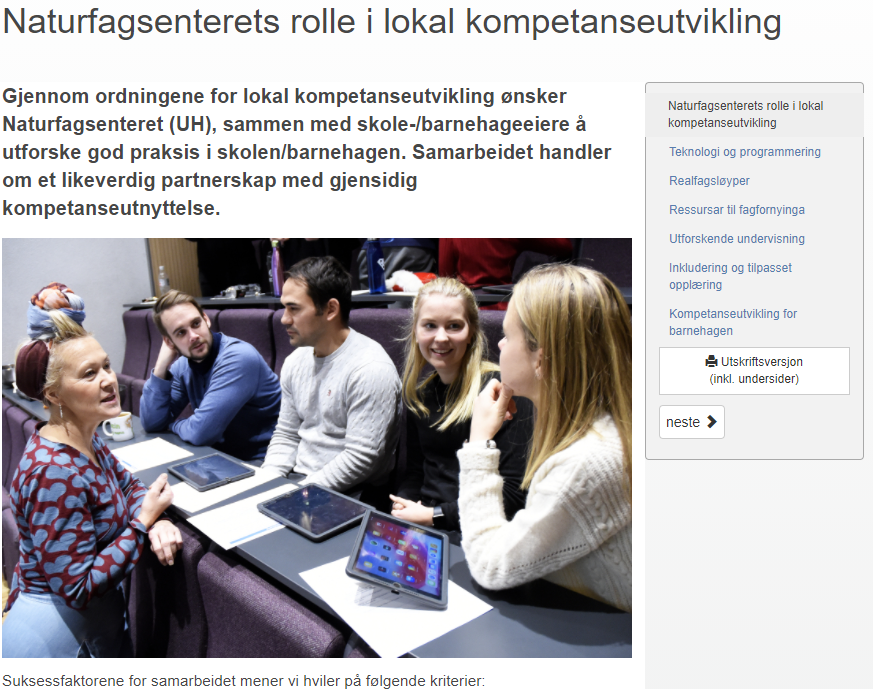 Naturfagsenterets rolle i lokal kompetanseutvikling
Gjennom ordningene for lokal kompetanseutvikling ønsker
Naturfagsenteret (UH), sammen med skole-/barnehageeiere å
utforske god praksis i skolen/barnehagen. Samarbeidet handler
om et likeverdig partnerskap med gjensidig
kompetanseutnyttelse.
Suksessfaktorene for samarbeidet mener vi hviler på følgende kriterier:
Naturfagsenterets rolle i lokal
kompetanseutvikling
Teknologi og programmering
Realfagsløyper
Ressursar til fagfornyinga
Utforskende undervisning
Inkludering og tilpasset
opplæring
Kompetanseutvikling for
barnehagen
Utskriftsversjon
(inkl. undersider)
neste